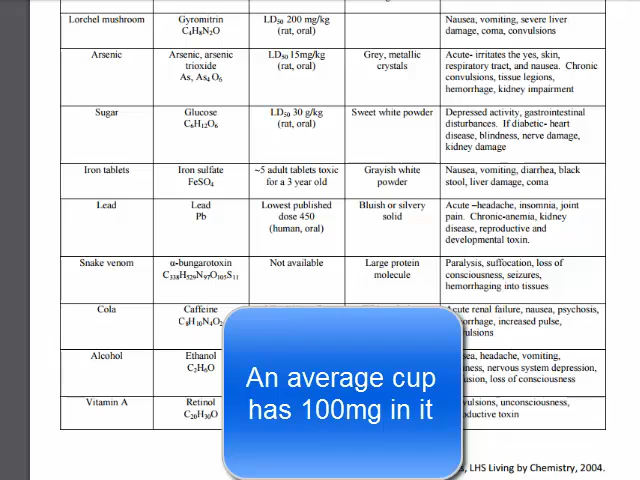 Lorchel mushroom Gyromitrin LD50 200 mg/kg Nausea, vomiting, severe liver
C4H8N2O (rat, oral) damage, coma, convulsions
Arsenic Arsenic, arsenic LD50 15mg/kg Grey, metallic Acute- irritates the yes, skin,
trioxide (rat, oral) crystals respiratory tract, and nausea. Chronic
As, As4 O6 convulsions, tissue legions,
hemorrhage, kidney impairment
Sugar Glucose LD50 30 g/kg Sweet white powder Depressed activity, gastrointestinal
C6H12O6 (rat, oral) disturbances. If diabetic- heart
disease, blindness, nerve damage,
kidney damage
Iron tablets Iron sulfate ~5 adult tablets toxic Grayish white Nausea, vomiting, diarrhea, black
FeSO4 for a 3 year old powder stool, liver damage, coma
Lead Lead Lowest published Bluish or silvery Acute –headache, insomnia, joint
Pb dose 450 solid pain. Chronic-anemia, kidney
(human, oral) disease, reproductive and
developmental toxin.
Snake venom α-bungarotoxin Not available Large protein Paralysis, suffocation, loss of
C338H529N97O105S11 molecule consciousness, seizures,
hemorrhaging into tissues
Cola Caffeine Acute renal failure, nausea, psychosis,
C8H10N4O2 increased pulse,
Alcohol Ethanol headache, vomiting,
C2H6O nervous system depression,
loss of consciousness
Vitamin A Retinol unconsciousness,
C20H30O toxin
An average cup
has 100mg in it
LHS Living by Chemistry, 2004.